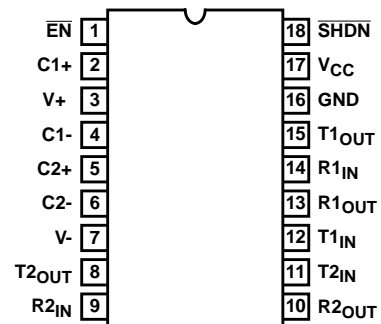 EN 1 18 SHDN
C1+ 2 17 VCC
V+ 3 16 GND
C1- 4 15 T1OUT
C2+ 5 14 R1IN
C2- 6 13 R1OUT
V- 7 12 T1IN
T2OUT 8 11 T2IN
R2IN 9 10 R2OUT